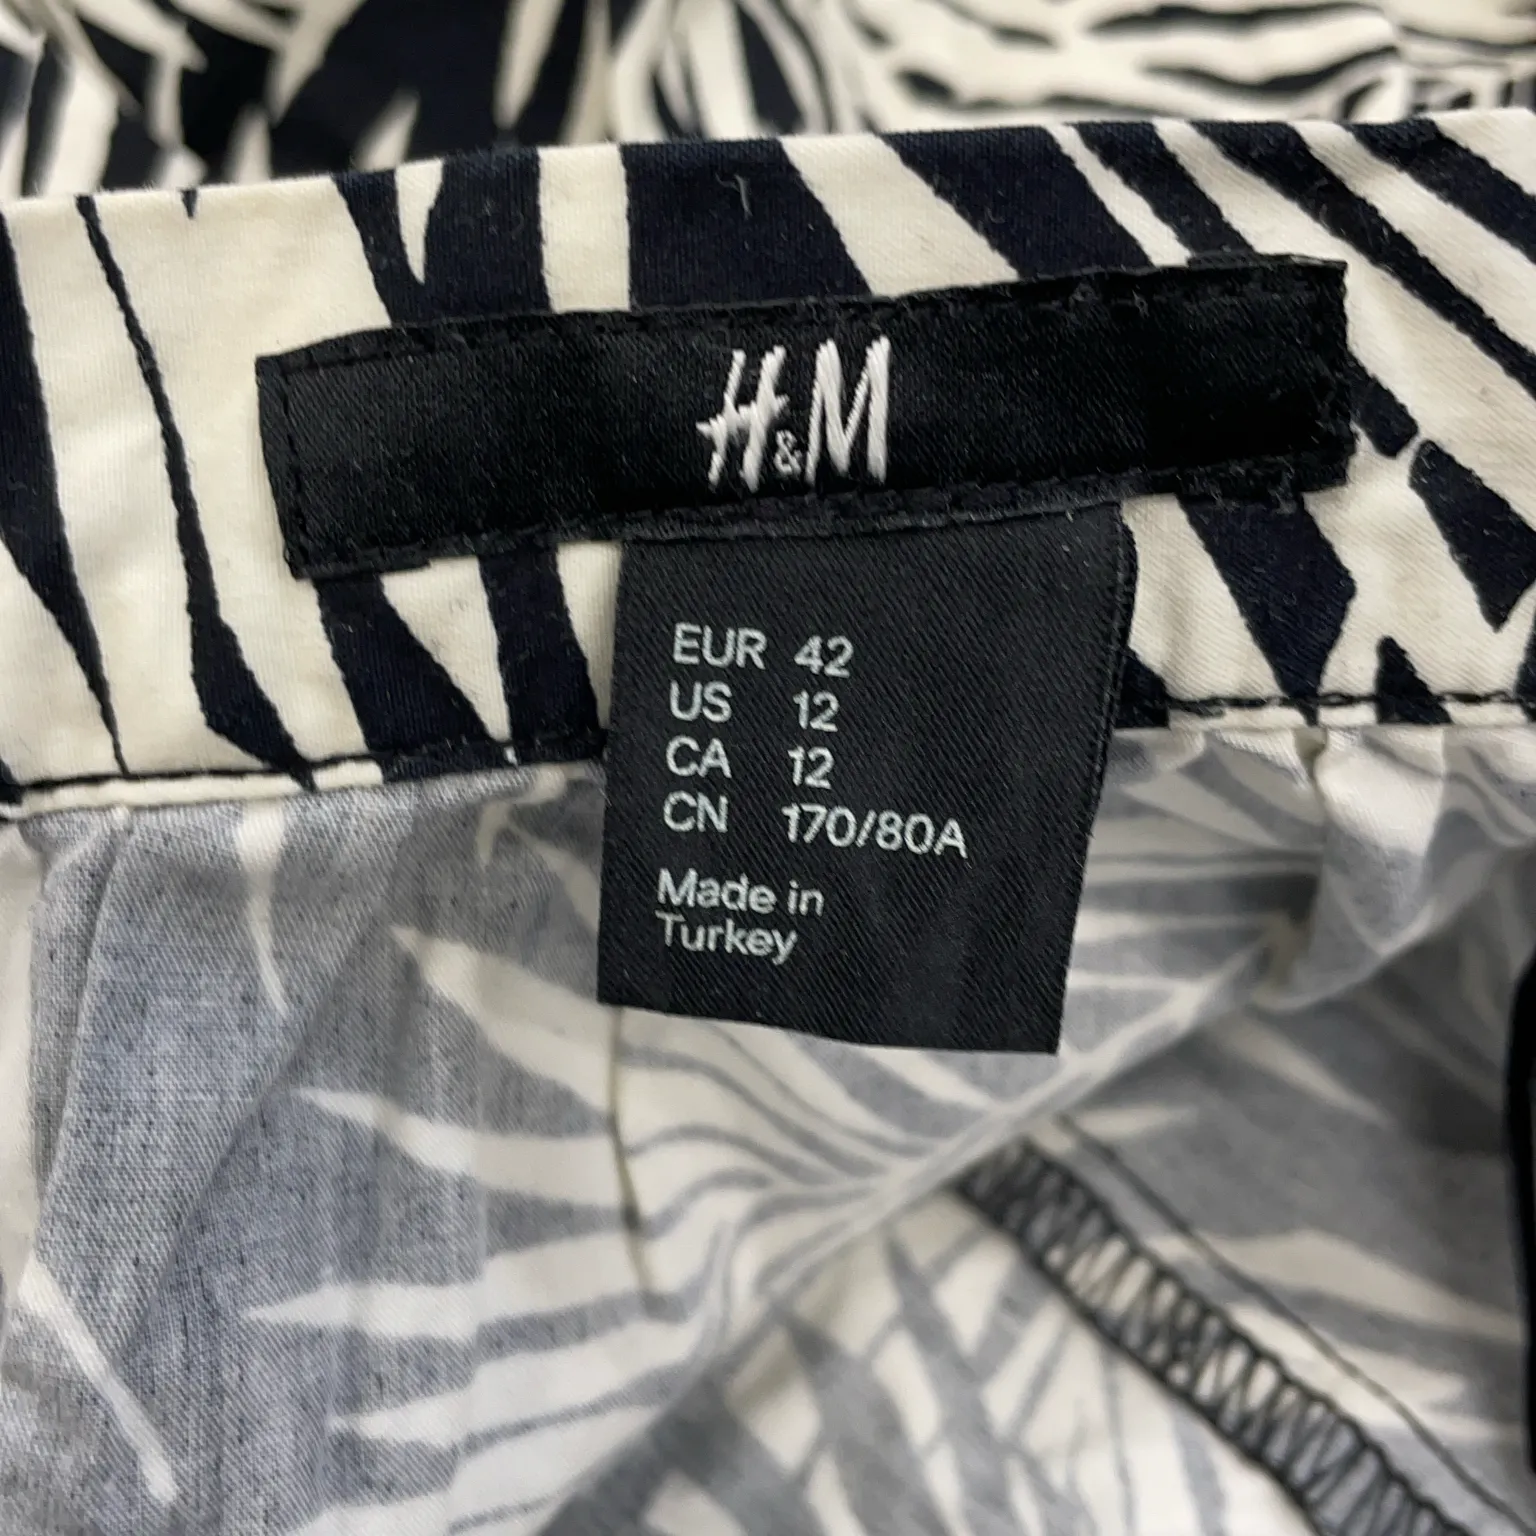 H&M
EUR 42
US 12
CA 12
CN 170/80A
Made in
Turkey